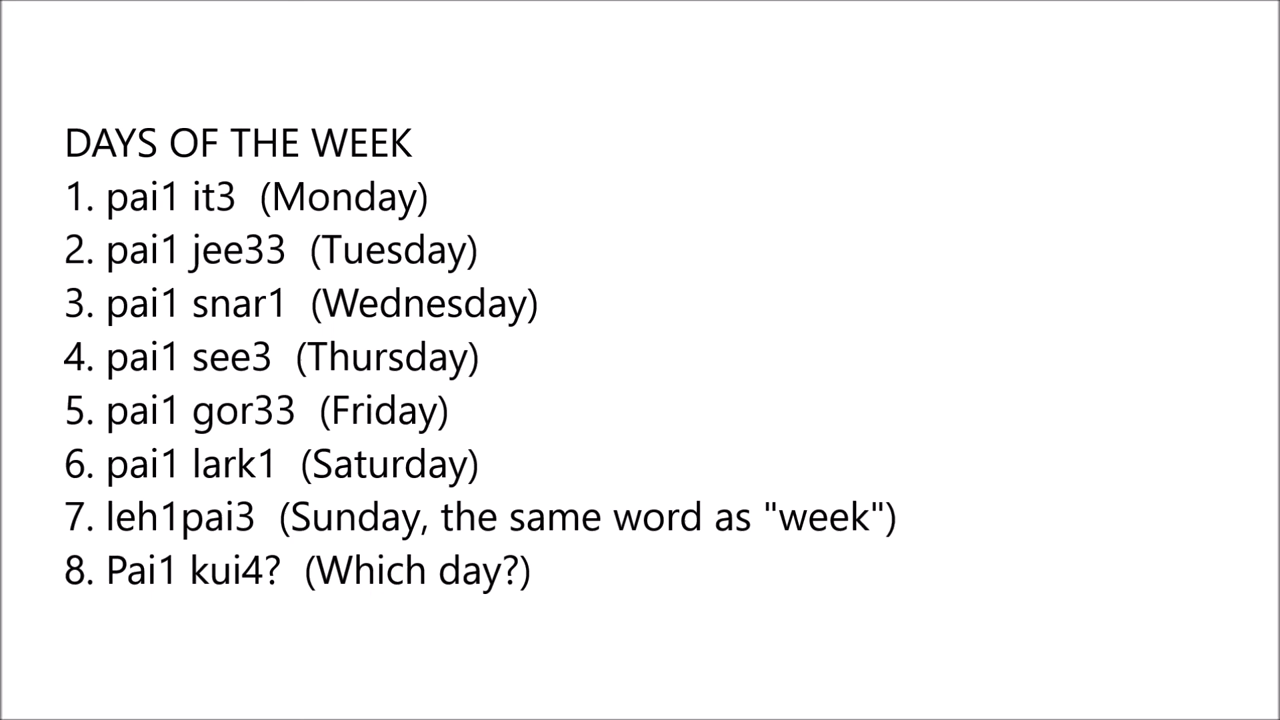 DAYS OF THE WEEK
1. pai1 it3  (Monday)
2. pai1 jee33  (Tuesday)
3. pai1 snar1  (Wednesday)
4. pai1 see3  (Thursday)
5. pai1 gor33  (Friday)
6. pai1 lark1  (Saturday)
7. leh1pai3  (Sunday, the same word as "week")
8. Pai1 kui4?  (Which day?)